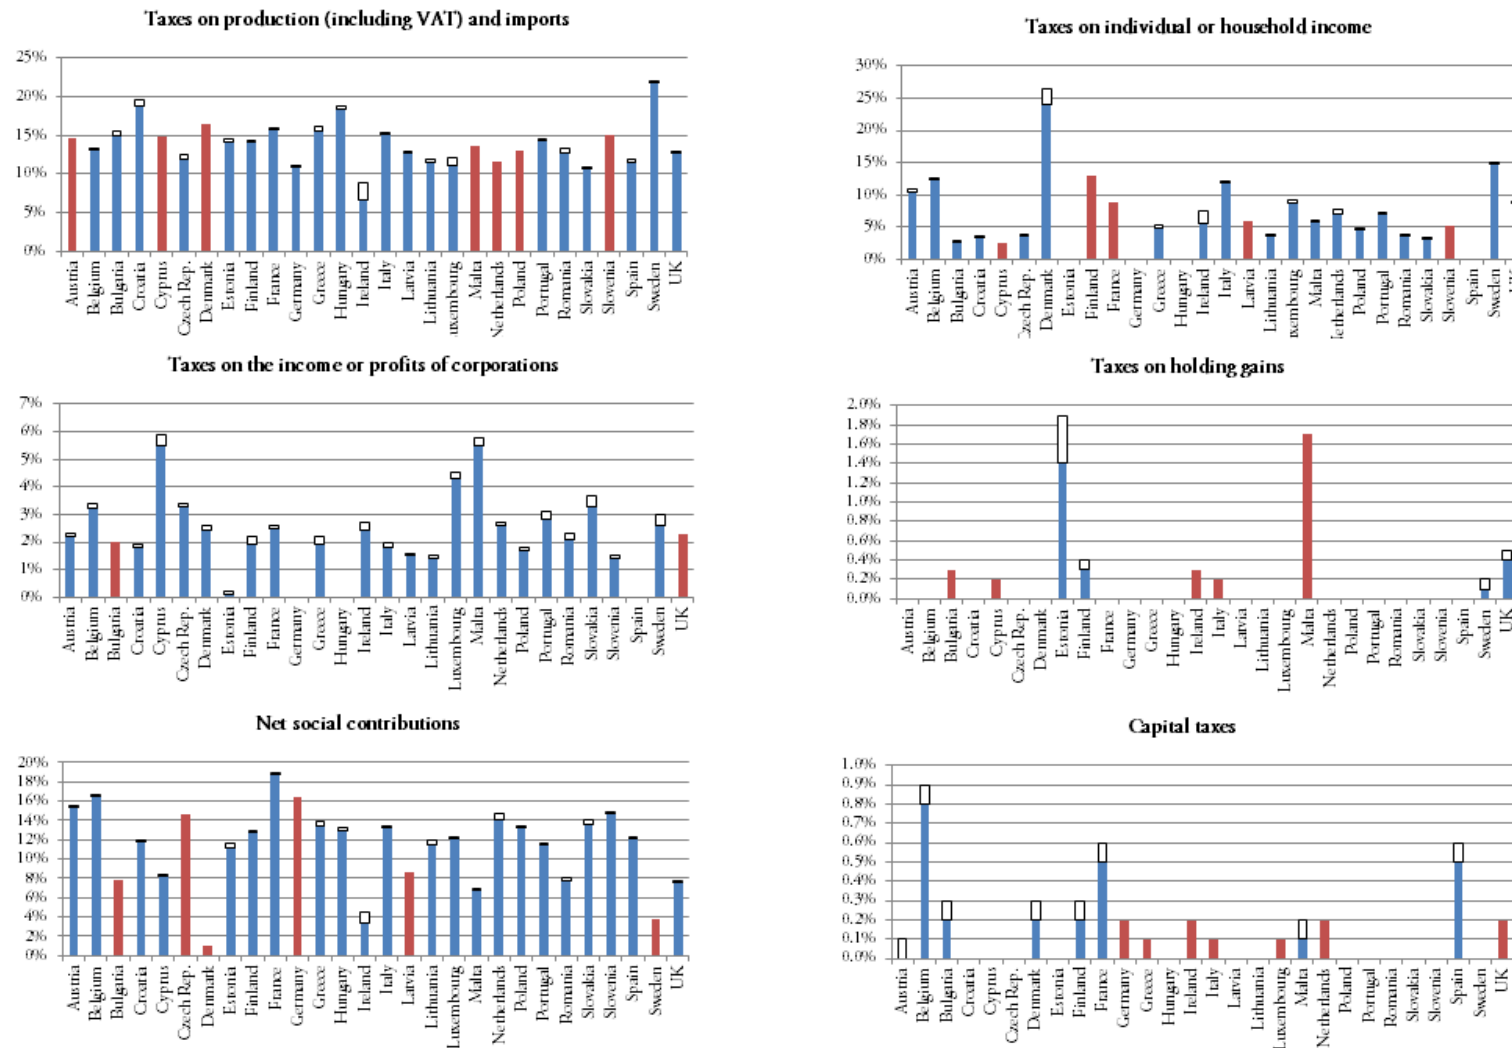 Taxes on production (including VAT) and imports
25%
20%
15%
10%
5%
0%
Austria
Belgium
Bulgaria
Croatia
Cyprus
Czech Rep.
Denmark
Estonia
Finland
France
Germany
Greece
Hungary
Ireland
Italy
Latvia
Lithuania
uxembourg
Malta
Netherlands
Poland
Portugal
Romania
Slovakia
Slovenia
Spain
Sweden
UK
Taxes on individual or household income
30%
25%
20%
15%
10%
5%
0%
Austria
Belgium
Bulgaria
Croatia
Cyprus
Czech Rep.
Denmark
Estonia
Finland
France
Germany
Greece
Hungary
Ireland
Italy
Latvia
Lithuania
uxembourg
Malta
Netherlands
Poland
Portugal
Romania
Slovakia
Slovenia
Spain
Sweden
Taxes on the income or profits of corporations
7%
6%
5%
4%
3%
2%
1%
0%
Austria
Belgium
Bulgaria
Croatia
Cyprus
Czech Rep.
Denmark
Estonia
Finland
France
Germany
Greece
Hungary
Ireland
Italy
Latvia
Lithuania
Luxembourg
Malta
Netherlands
Poland
Portugal
Romania
Slovakia
Slovenia
Spain
Sweden
UK
Taxes on holding gains
2.0%
1.8%
1.6%
1.4%
1.2%
1.0%
0.8%
0.6%
0.4%
0.2%
0.0%
Austria
Belgium
Bulgaria
Croatia
Cyprus
Czech Rep.
Denmark
Estonia
Finland
France
Germany
Greece
Hungary
Ireland
Italy
Latvia
Lithuania
Luxembourg
Malta
Netherlands
Poland
Portugal
Romania
Slovakia
Slovenia
Spain
Sweden
UK
Net social contributions
20%
18%
16%
14%
12%
10%
8%
6%
4%
2%
0%
Austria
Belgium
Bulgaria
Croatia
Cyprus
Czech Rep.
Denmark
Estonia
Finland
France
Germany
Greece
Hungary
Ireland
Italy
Latvia
Lithuania
Luxembourg
Malta
Netherlands
Poland
Portugal
Romania
Slovakia
Slovenia
Spain
Sweden
UK
Capital taxes
1.0%
0.9%
0.8%
0.7%
0.6%
0.5%
0.4%
0.3%
0.2%
0.1%
0.0%
Austria
Belgium
Bulgaria
Croatia
Cyprus
Czech Rep.
Denmark
Estonia
Finland
France
Germany
Greece
Hungary
Ireland
Italy
Latvia
Lithuania
Luxembourg
Malta
Netherlands
Poland
Portugal
Romania
Slovakia
Slovenia
Spain
Sweden
UK